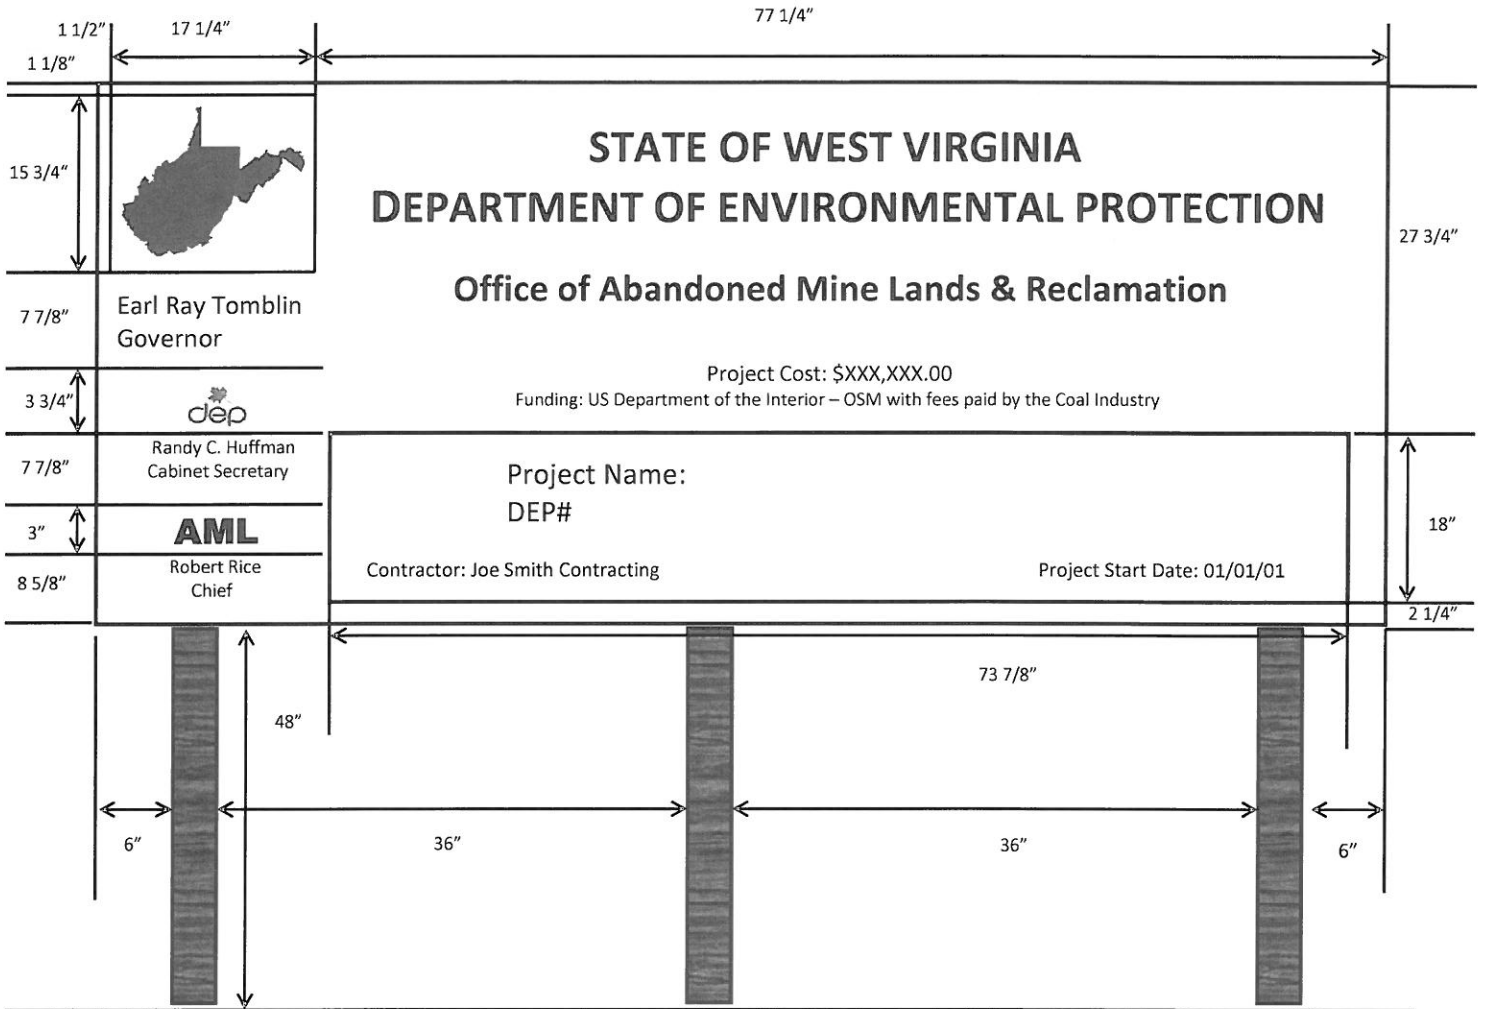 77 1/4”
1 1/2”
17 1/4”
1 1/8”
15 3/4”
STATE OF WEST VIRGINIA
DEPARTMENT OF ENVIRONMENTAL PROTECTION
27 3/4”
Office of Abandoned Mine Lands & Reclamation
7 7/8”
Earl Ray Tomblin
Governor
Project Cost: $XXX,XXX.00
Funding: US Department of the Interior – OSM with fees paid by the Coal Industry
3 3/4”
dep
7 7/8”
Randy C. Huffman
Cabinet Secretary
Project Name:
DEP#
18”
3”
AML
8 5/8”
Robert Rice
Chief
Contractor: Joe Smith Contracting
Project Start Date: 01/01/01
2 1/4”
73 7/8”
48”
6”
36”
36”
6”